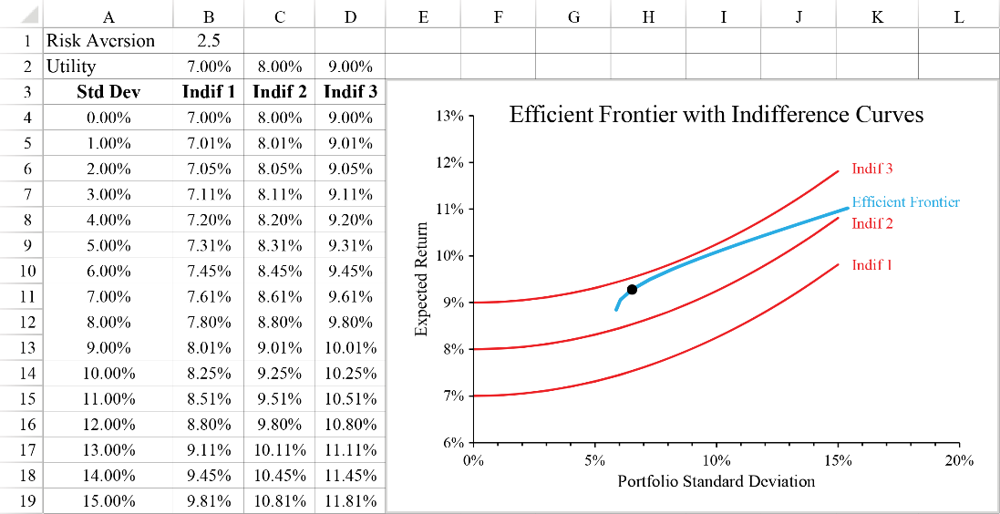 A B C D E F G H I J K L
1 Risk Aversion 2.5
2 Utility 7.00% 8.00% 9.00%
3 Std Dev Indif 1 Indif 2 Indif 3
4 0.00% 7.00% 8.00% 9.00%
5 1.00% 7.01% 8.01% 9.01%
6 2.00% 7.05% 8.05% 9.05%
7 3.00% 7.11% 8.11% 9.11%
8 4.00% 7.20% 8.20% 9.20%
9 5.00% 7.31% 8.31% 9.31%
10 6.00% 7.45% 8.45% 9.45%
11 7.00% 7.61% 8.61% 9.61%
12 8.00% 7.80% 8.80% 9.80%
13 9.00% 8.01% 9.01% 10.01%
14 10.00% 8.25% 9.25% 10.25%
15 11.00% 8.51% 9.51% 10.51%
16 12.00% 8.80% 9.80% 10.80%
17 13.00% 9.11% 10.11% 11.11%
18 14.00% 9.45% 10.45% 11.45%
19 15.00% 9.81% 10.81% 11.81%
Efficient Frontier with Indifference Curves
Expected Return
13%
12%
11%
10%
9%
8%
7%
6%
Indif 3
Efficient Frontier
Indif 2
Indif 1
0% 5% 10% 15% 20%
Portfolio Standard Deviation